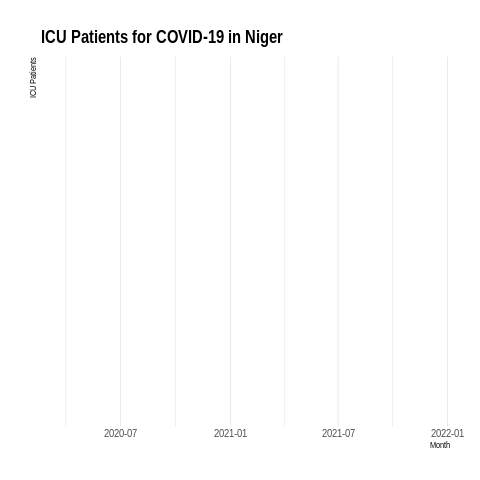 ICU Patients for COVID-19 in Niger
ICU Patients
2020-07 2021-01 2021-07 2022-01
Month